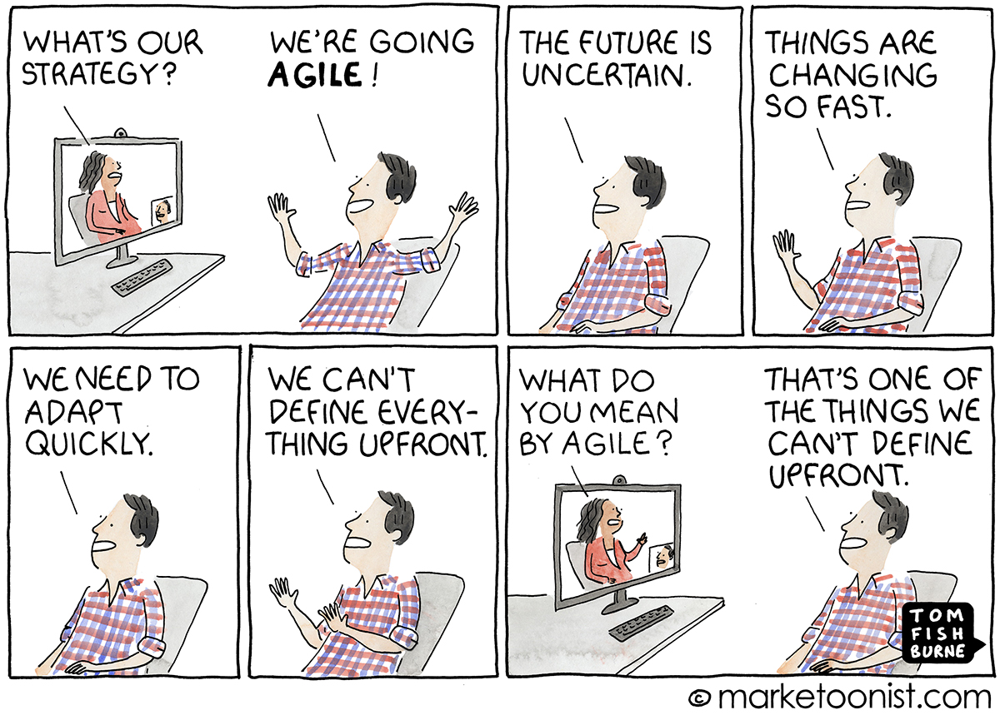 WHAT'S OUR
STRATEGY?
WE'RE GOING
AGILE!
THE FUTURE IS
UNCERTAIN.
THINGS ARE
CHANGING
SO FAST.
WE NEED TO
ADAPT
QUICKLY.
WE CAN'T
DEFINE EVERY-
THING UPFRONT.
WHAT DO
YOU MEAN
BY AGILE?
THAT'S ONE OF
THE THINGS WE
CAN'T DEFINE
UPFRONT.
TOM
FISH
BURNE
© marketoonist.com